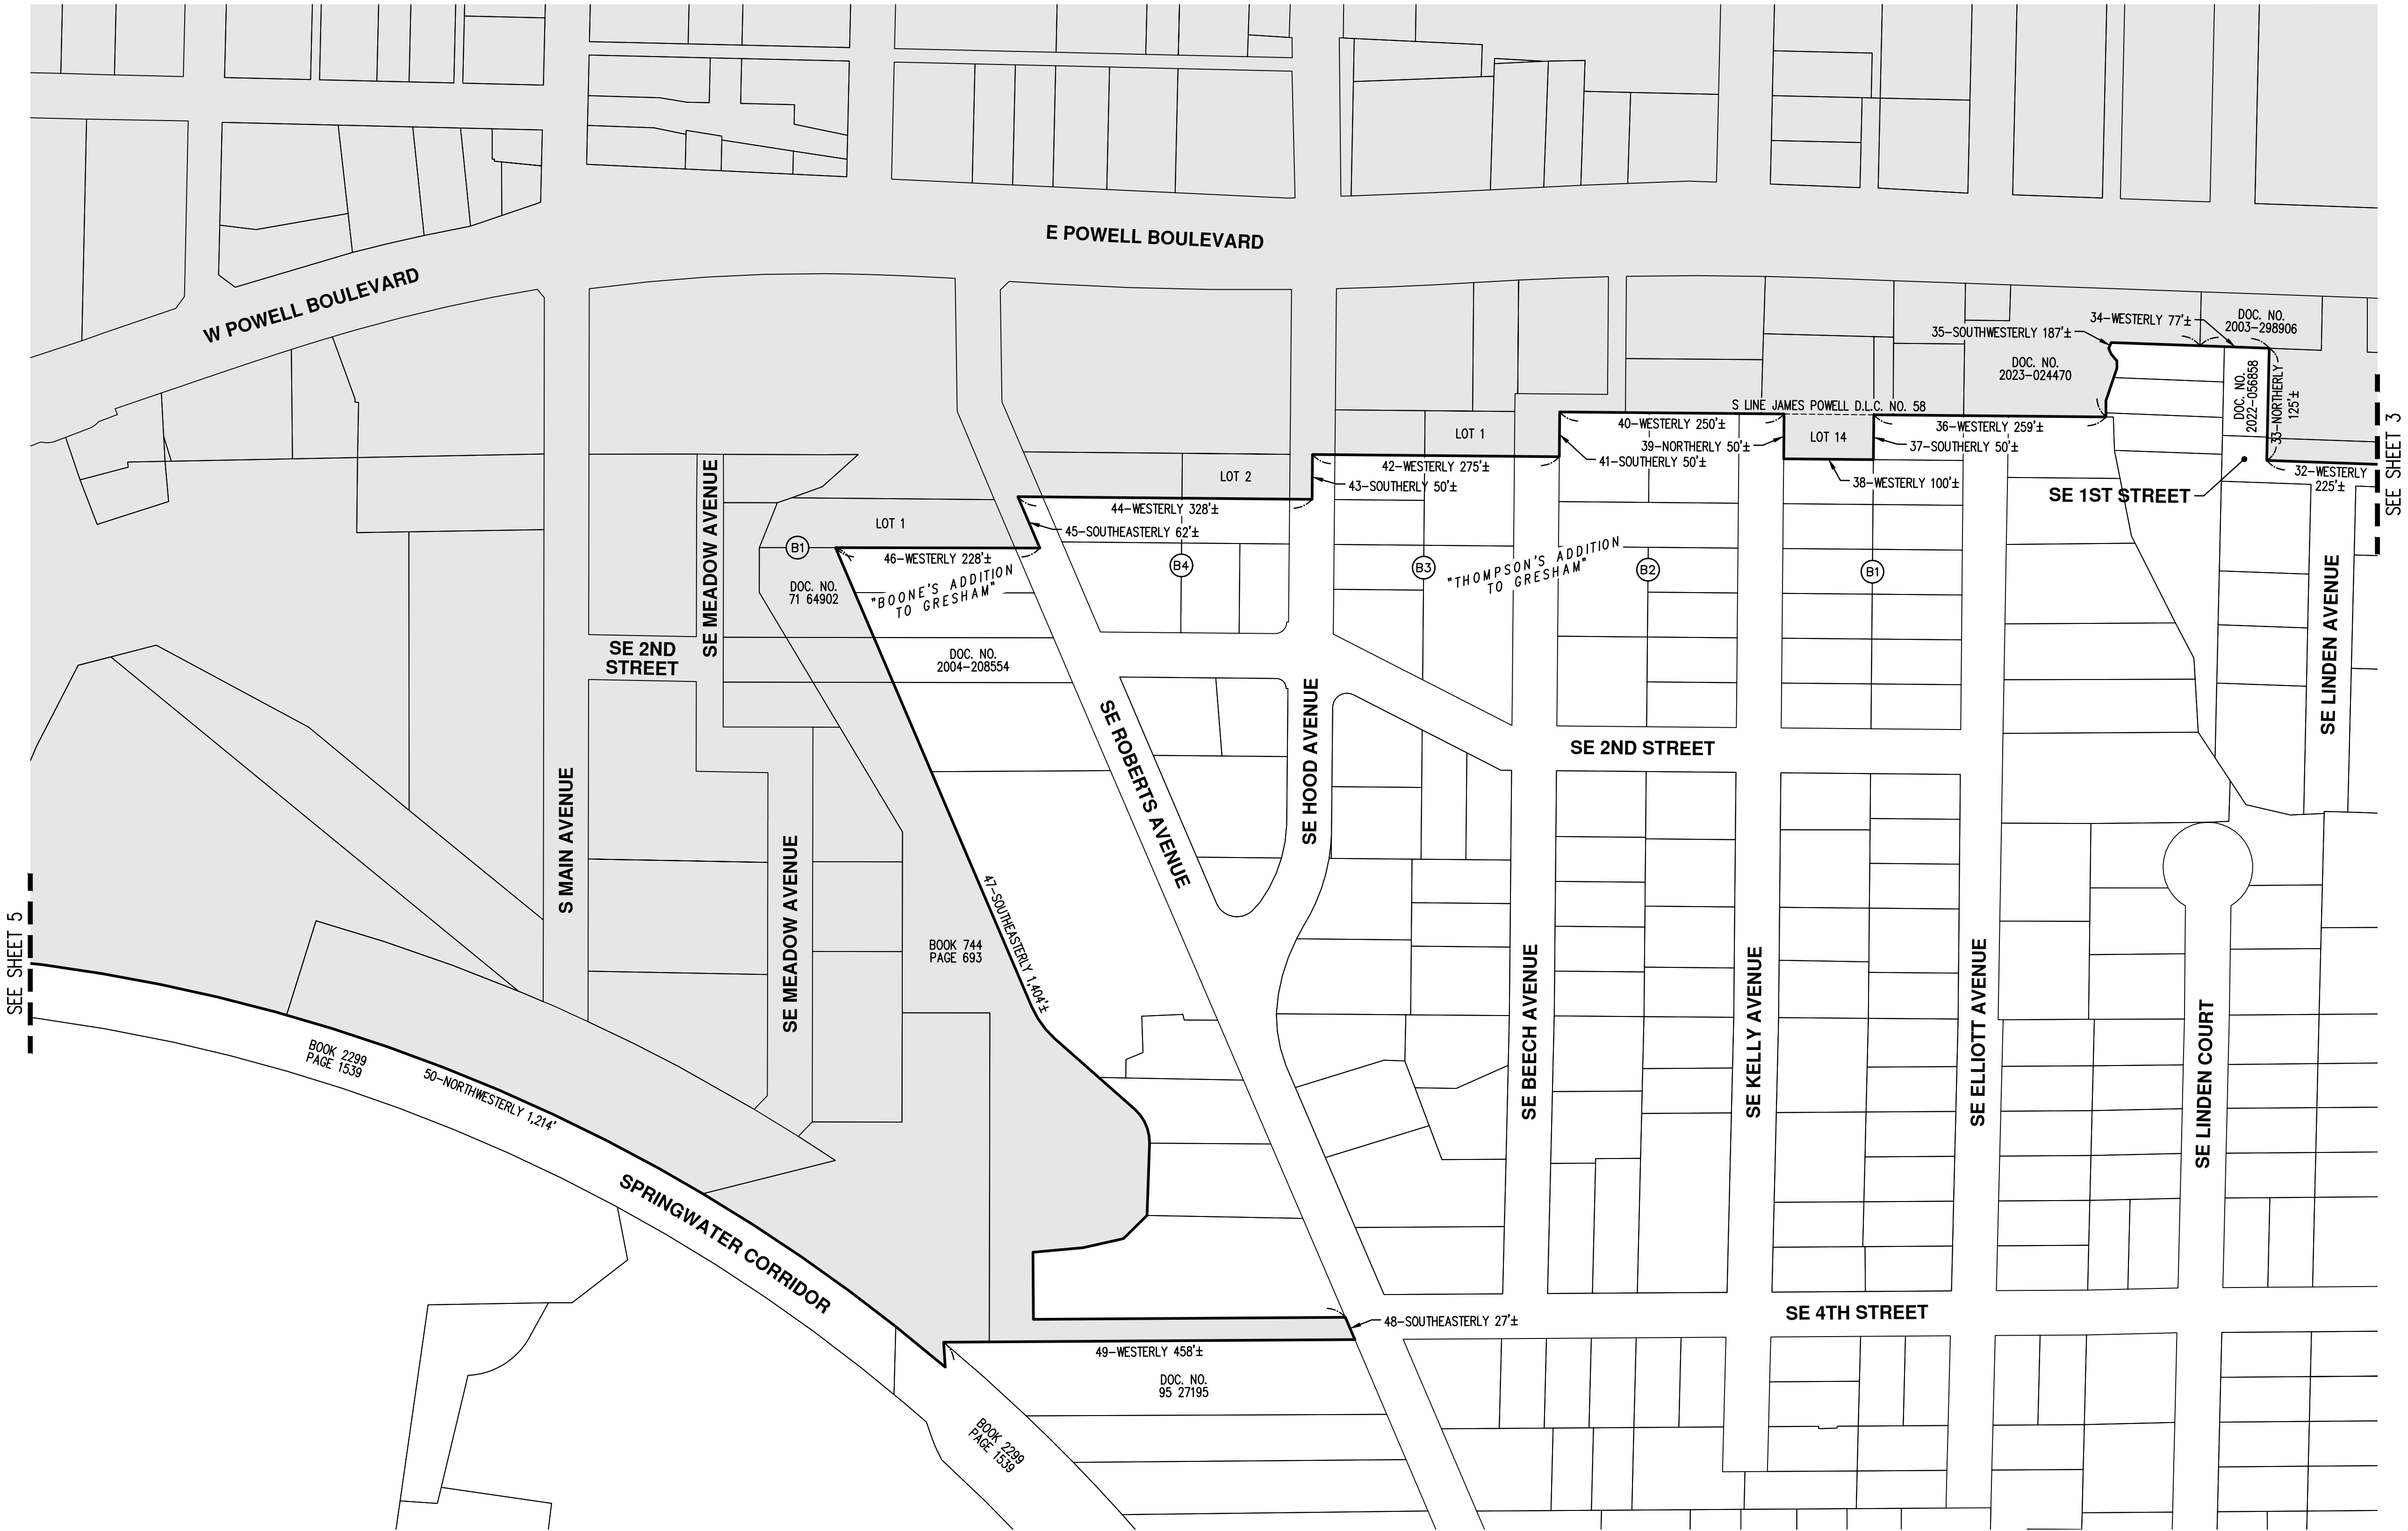 E POWELL BOULEVARD
W POWELL BOULEVARD
34-WESTERLY 77'±
DOC. NO.
2003-298906
35-SOUTHWESTERLY 187'±
DOC. NO.
2023-024470
DOC. NO.
2022-056858
33-NORTHERLY
125'±
SEE SHEET 3
S LINE JAMES POWELL D.L.C. NO. 58
40-WESTERLY 250'±
36-WESTERLY 259'±
LOT 1
LOT 14
39-NORTHERLY 50'±
37-SOUTHERLY 50'±
41-SOUTHERLY 50'±
42-WESTERLY 275'±
32-WESTERLY
225'±
LOT 2
43-SOUTHERLY 50'±
38-WESTERLY 100'±
SE 1ST STREET
44-WESTERLY 328'±
LOT 1
45-SOUTHEASTERLY 62'±
B1
46-WESTERLY 228'±
B4
B3
B2
B1
"THOMPSON'S ADDITION
TO GRESHAM"
"BOONE'S ADDITION
TO GRESHAM"
DOC. NO.
71 64902
SE MEADOW AVENUE
SE LINDEN AVENUE
SE 2ND
STREET
DOC. NO.
2004-208554
SE ROBERTS AVENUE
SE HOOD AVENUE
SE 2ND STREET
S MAIN AVENUE
SE MEADOW AVENUE
47-SOUTHEASTERLY 1,404'±
BOOK 744
PAGE 693
SEE SHEET 5
SE BEECH AVENUE
SE KELLY AVENUE
SE ELLIOTT AVENUE
SE LINDEN COURT
BOOK 2299
PAGE 1539
50-NORTHWESTERLY 1,214'
SPRINGWATER CORRIDOR
SE 4TH STREET
48-SOUTHEASTERLY 27'±
49-WESTERLY 458'±
DOC. NO.
95 27195
BOOK 2299
PAGE 1539